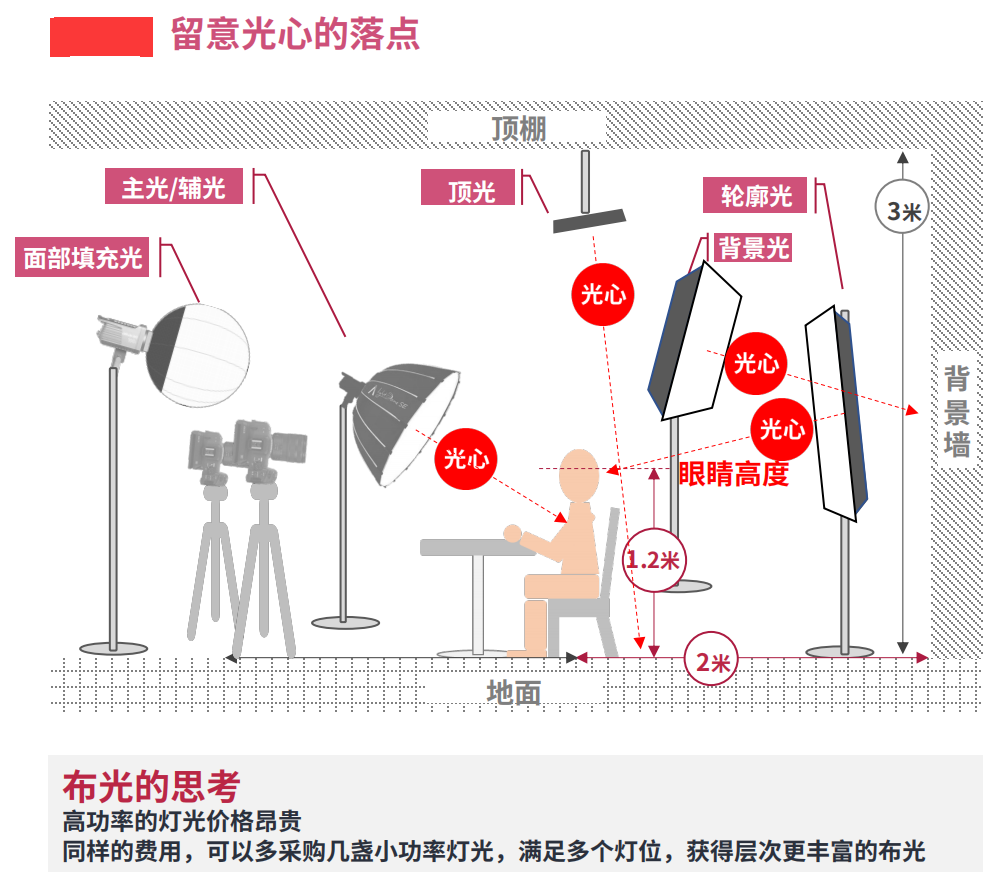 留意光心的落点
顶棚
主光/辅光
顶光
轮廓光
3米
面部填充光
背景光
光心
光心
背景墙
光心
光心
眼睛高度
1.2米
2米
地面
布光的思考
高功率的灯光价格昂贵
同样的费用，可以多采购几盏小功率灯光，满足多个灯位，获得层次更丰富的布光